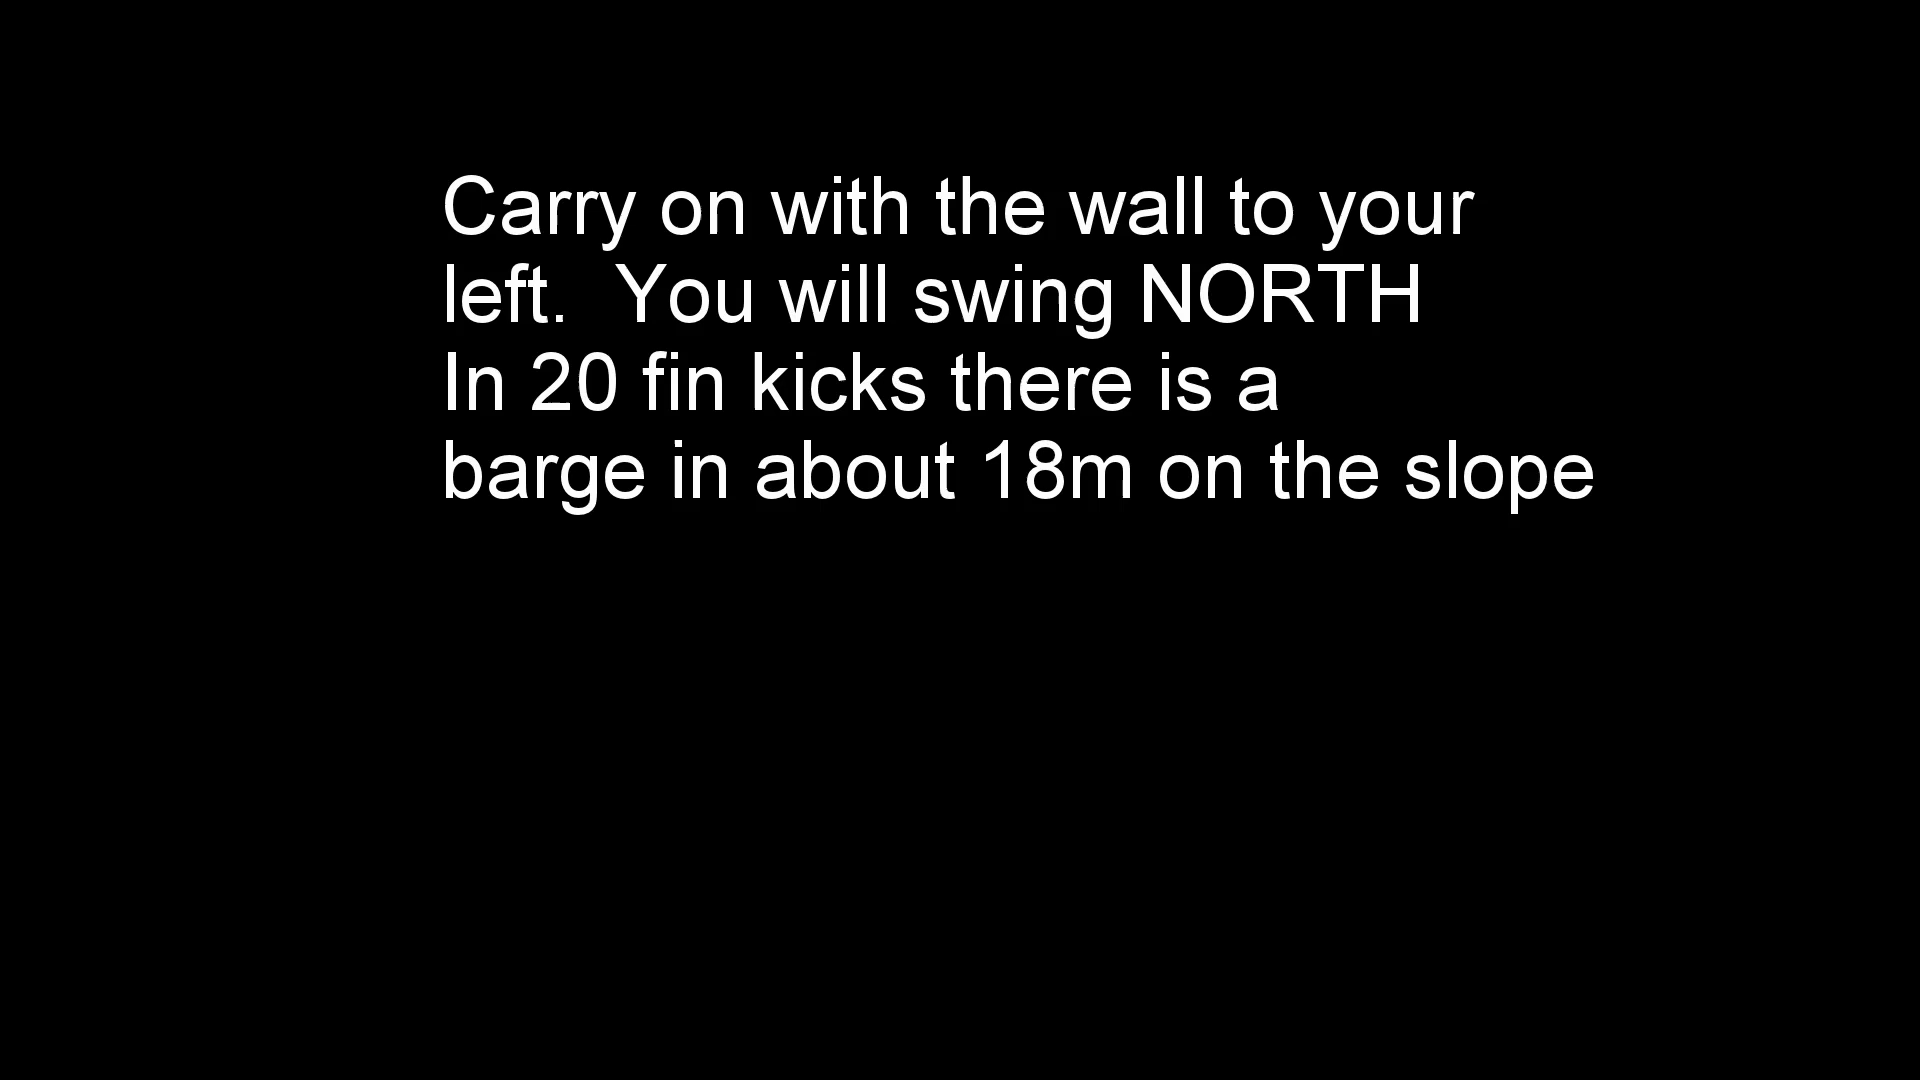 Carry on with the wall to your
left.  You will swing NORTH
In 20 fin kicks there is a
barge in about 18m on the slope